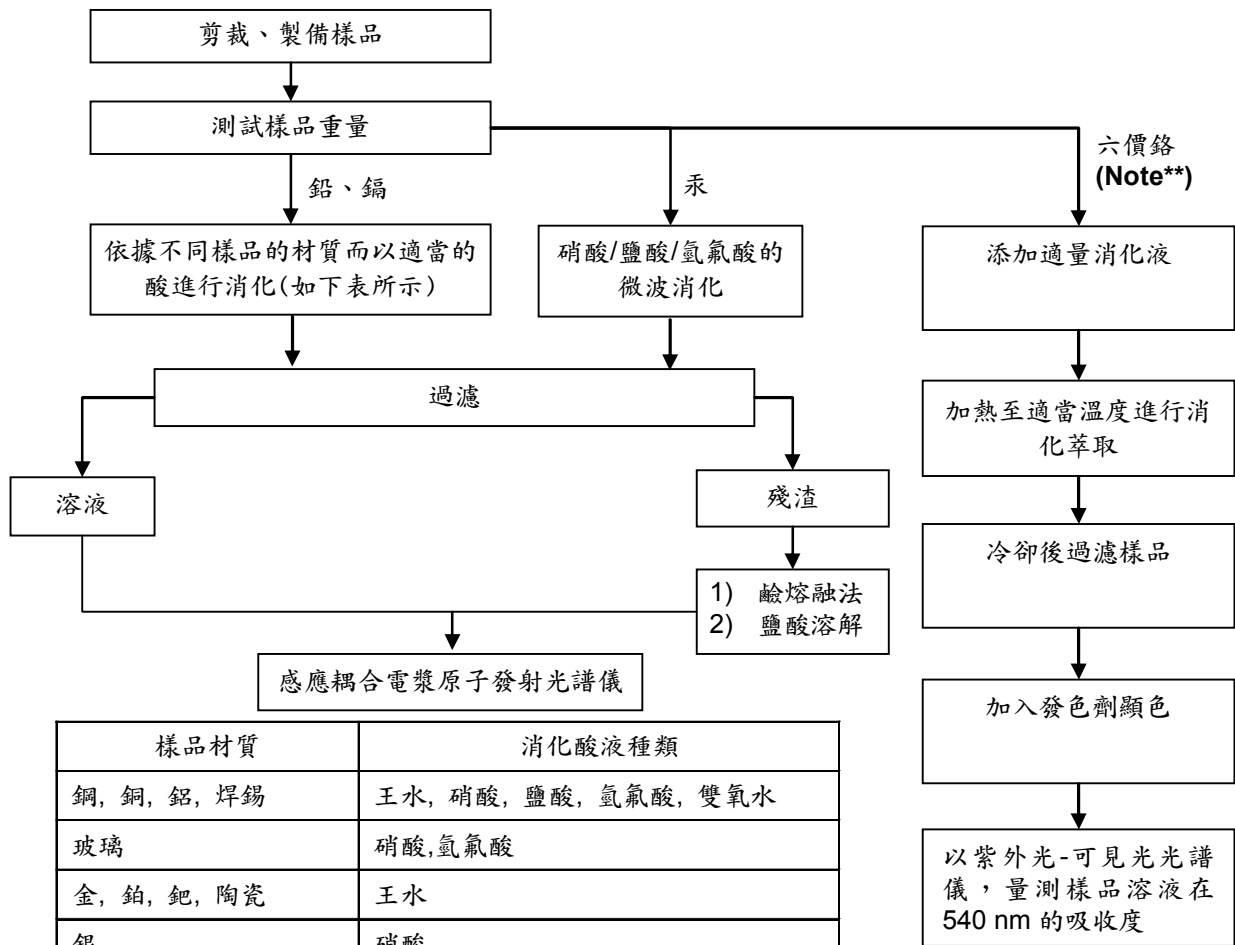 剪裁、製備樣品
測試樣品重量
鉛、鎘
汞
六價鉻
(Note**)
依據不同樣品的材質而以適當的
酸進行消化(如下表所示)
硝酸/鹽酸/氫氟酸的
微波消化
添加適量消化液
過濾
加熱至適當溫度進行消
化萃取
溶液
殘渣
冷卻後過濾樣品
1) 鹼熔融法
2) 鹽酸溶解
感應耦合電漿原子發射光譜儀
加入發色劑顯色
樣品材質 消化酸液種類
鋼, 銅, 鋁, 焊錫 王水, 硝酸, 鹽酸, 氫氟酸, 雙氧水
玻璃 硝酸,氫氟酸
金, 鉑, 鈀, 陶瓷 王水
銀 硝酸
以紫外光-可見光光譜
儀，量測樣品溶液在
540 nm 的吸收度